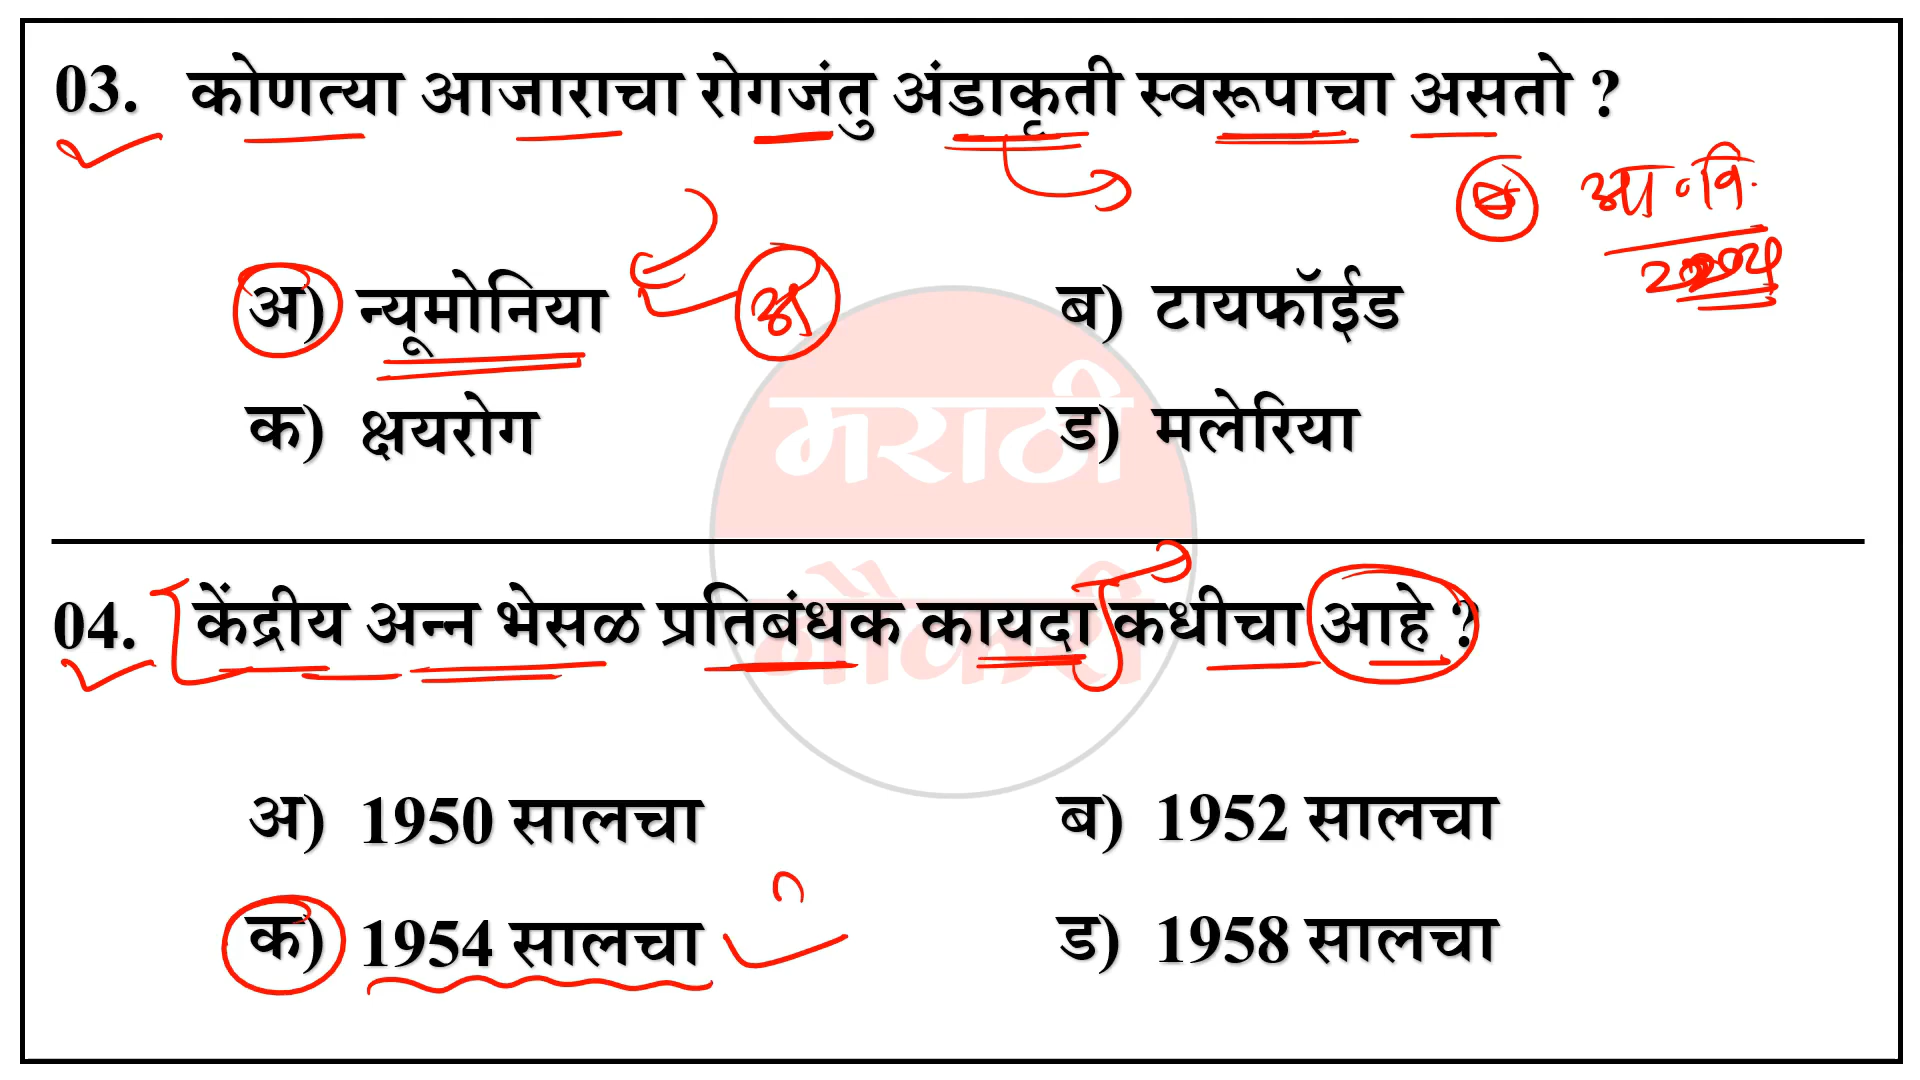 03. कोणत्या आजाराचा रोगजंतु अंडाकृती स्वरूपाचा असतो ?
अ) न्यूमोनिया
अ
ब) टायफॉईड
क) क्षयरोग
ड) मलेरिया
मराठी
नौकरी
04. केंद्रीय अन्न भेसळ प्रतिबंधक कायदा कधीचा आहे ?
अ) 1950 सालचा
ब) 1952 सालचा
क) 1954 सालचा
ड) 1958 सालचा